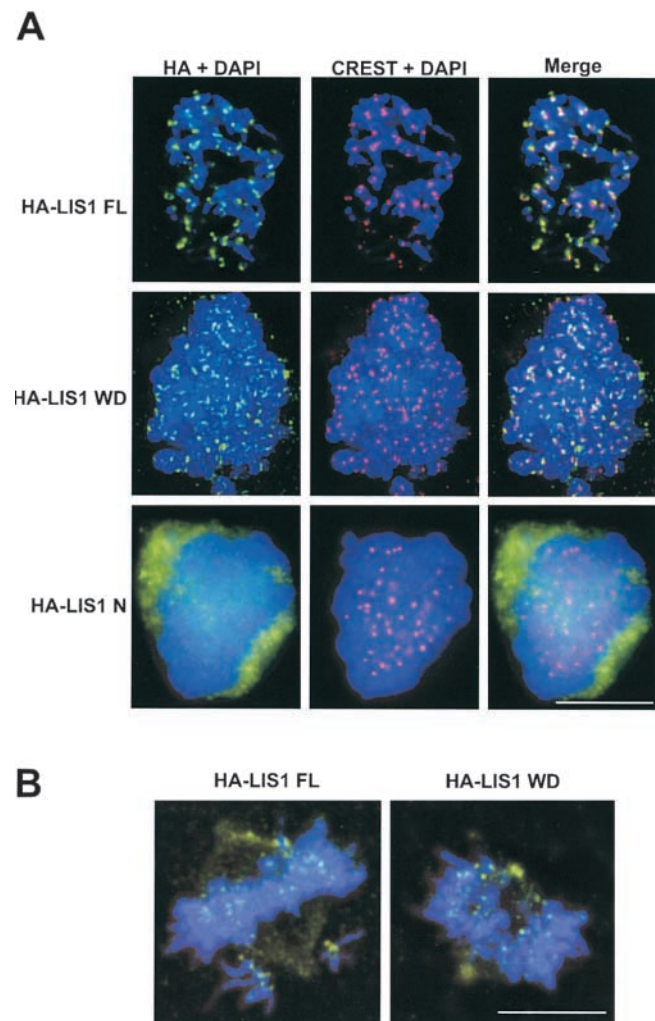 A
HA + DAPI CREST + DAPI Merge
HA-LIS1 FL
HA-LIS1 WD
HA-LIS1 N
B
HA-LIS1 FL HA-LIS1 WD